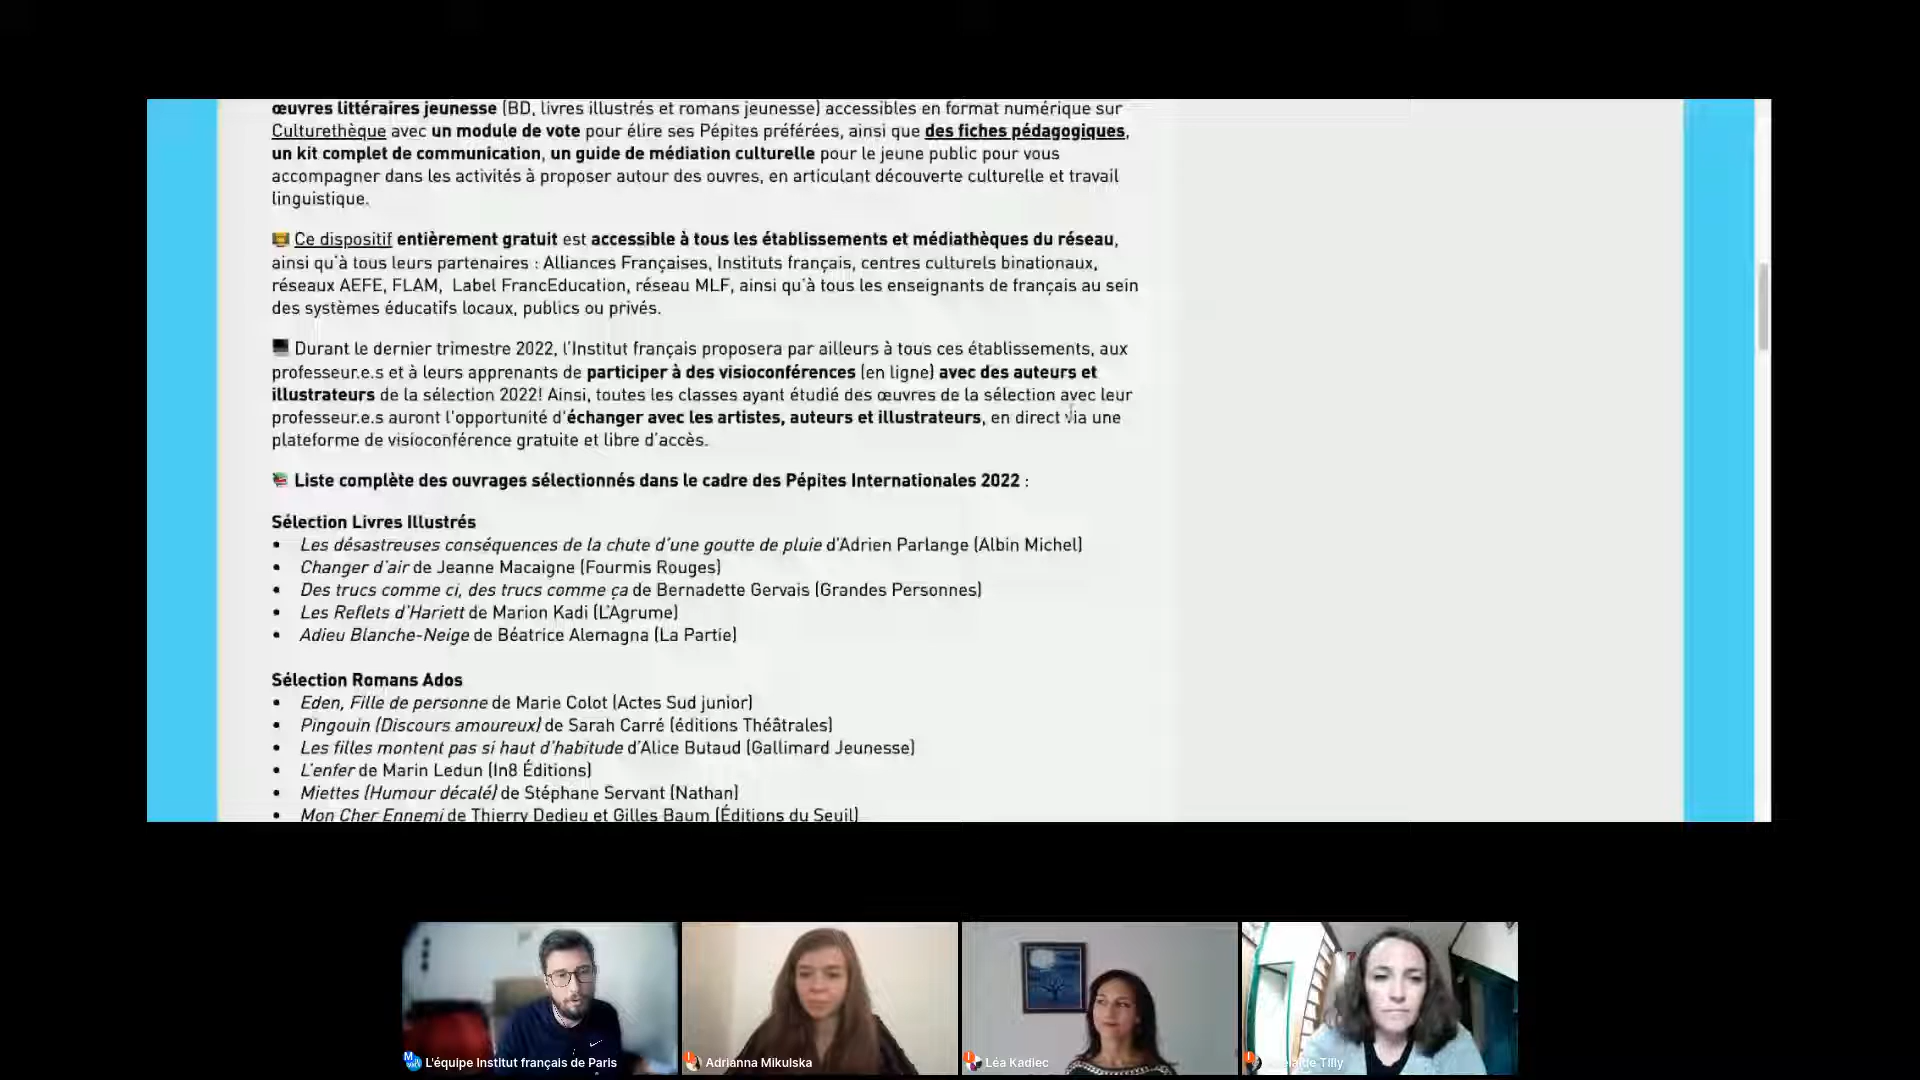 œuvres littéraires jeunesse (BD, livres illustrés et romans jeunesse) accessibles en format numérique sur
Culturethèque avec un module de vote pour élire ses Pépites préférées, ainsi que des fiches pédagogiques,
un kit complet de communication, un guide de médiation culturelle pour le jeune public pour vous
accompagner dans les activités à proposer autour des ouvres, en articulant découverte culturelle et travail
linguistique.
Ce dispositif entièrement gratuit est accessible à tous les établissements et médiathèques du réseau,
ainsi qu'à tous leurs partenaires : Alliances Françaises, Instituts français, centres culturels binationaux,
réseaux AEFE, FLAM, Label FrancEducation, réseau MLF, ainsi qu'à tous les enseignants de français au sein
des systèmes éducatifs locaux, publics ou privés.
Durant le dernier trimestre 2022, l'Institut français proposera par ailleurs à tous ces établissements, aux
professeur.e.s et à leurs apprenants de participer à des visioconférences (en ligne) avec des auteurs et
illustrateurs de la sélection 2022! Ainsi, toutes les classes ayant étudié des œuvres de la sélection avec leur
professeur.e.s auront l'opportunité d'échanger avec les artistes, auteurs et illustrateurs, en direct via une
plateforme de visioconférence gratuite et libre d'accès.
Liste complète des ouvrages sélectionnés dans le cadre des Pépites Internationales 2022 :
Sélection Livres Illustrés
• Les désastreuses conséquences de la chute d'une goutte de pluie d'Adrien Parlange (Albin Michel)
• Changer d'air de Jeanne Macaigne (Fourmis Rouges)
• Des trucs comme ci, des trucs comme ça de Bernadette Gervais (Grandes Personnes)
• Les Reflets d'Hariett de Marion Kadi (L'Agrume)
• Adieu Blanche-Neige de Béatrice Alemagna (La Partie)
Sélection Romans Ados
• Eden, Fille de personne de Marie Colot (Actes Sud junior)
• Pingouin (Discours amoureux) de Sarah Carré (éditions Théâtrales)
• Les filles montent pas si haut d'habitude d'Alice Butaud (Gallimard Jeunesse)
• L'enfer de Marin Ledun (In8 Éditions)
• Miettes (Humour décalé) de Stéphane Servant (Nathan)
• Mon Cher Ennemi de Thierry Dedieu et Gilles Baum (Éditions du Seuil)
L'équipe Institut français de Paris
Adrianna Mikulska
Léa Kadlec
Tilly